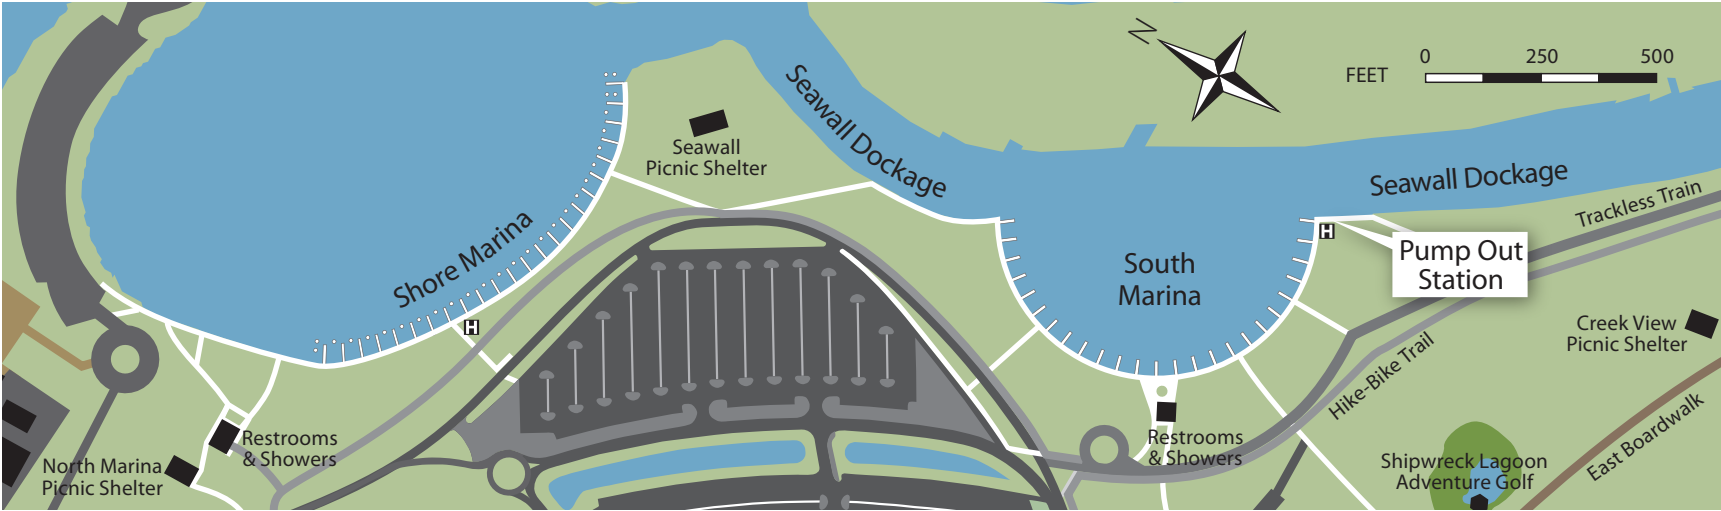 N
FEET
0
250
500
Seawall Dockage
Seawall
Picnic Shelter
Seawall Dockage
Trackless Train
Shore Marina
H
H
Pump Out
Station
South
Marina
Creek View
Picnic Shelter
Hike-Bike Trail
East Boardwalk
Restrooms
& Showers
North Marina
Picnic Shelter
Restrooms
& Showers
Shipwreck Lagoon
Adventure Golf